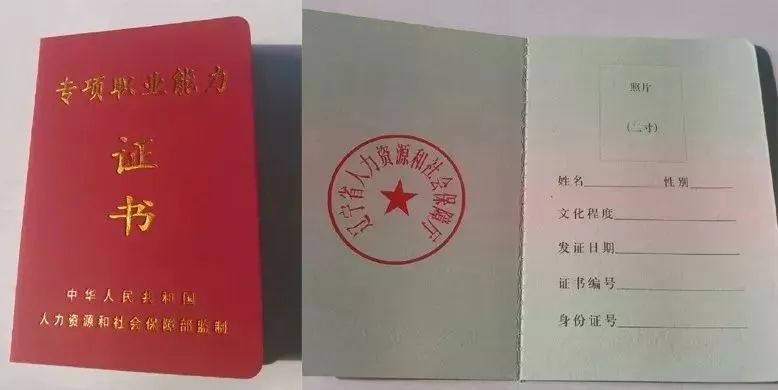 专项职业能力
证
书
中华人民共和国
人力资源和社会保障部监制
辽宁省人力资源和社会保障厅
照片
(二寸)
姓名 性别
文化程度
发证日期
证书编号
身份证号